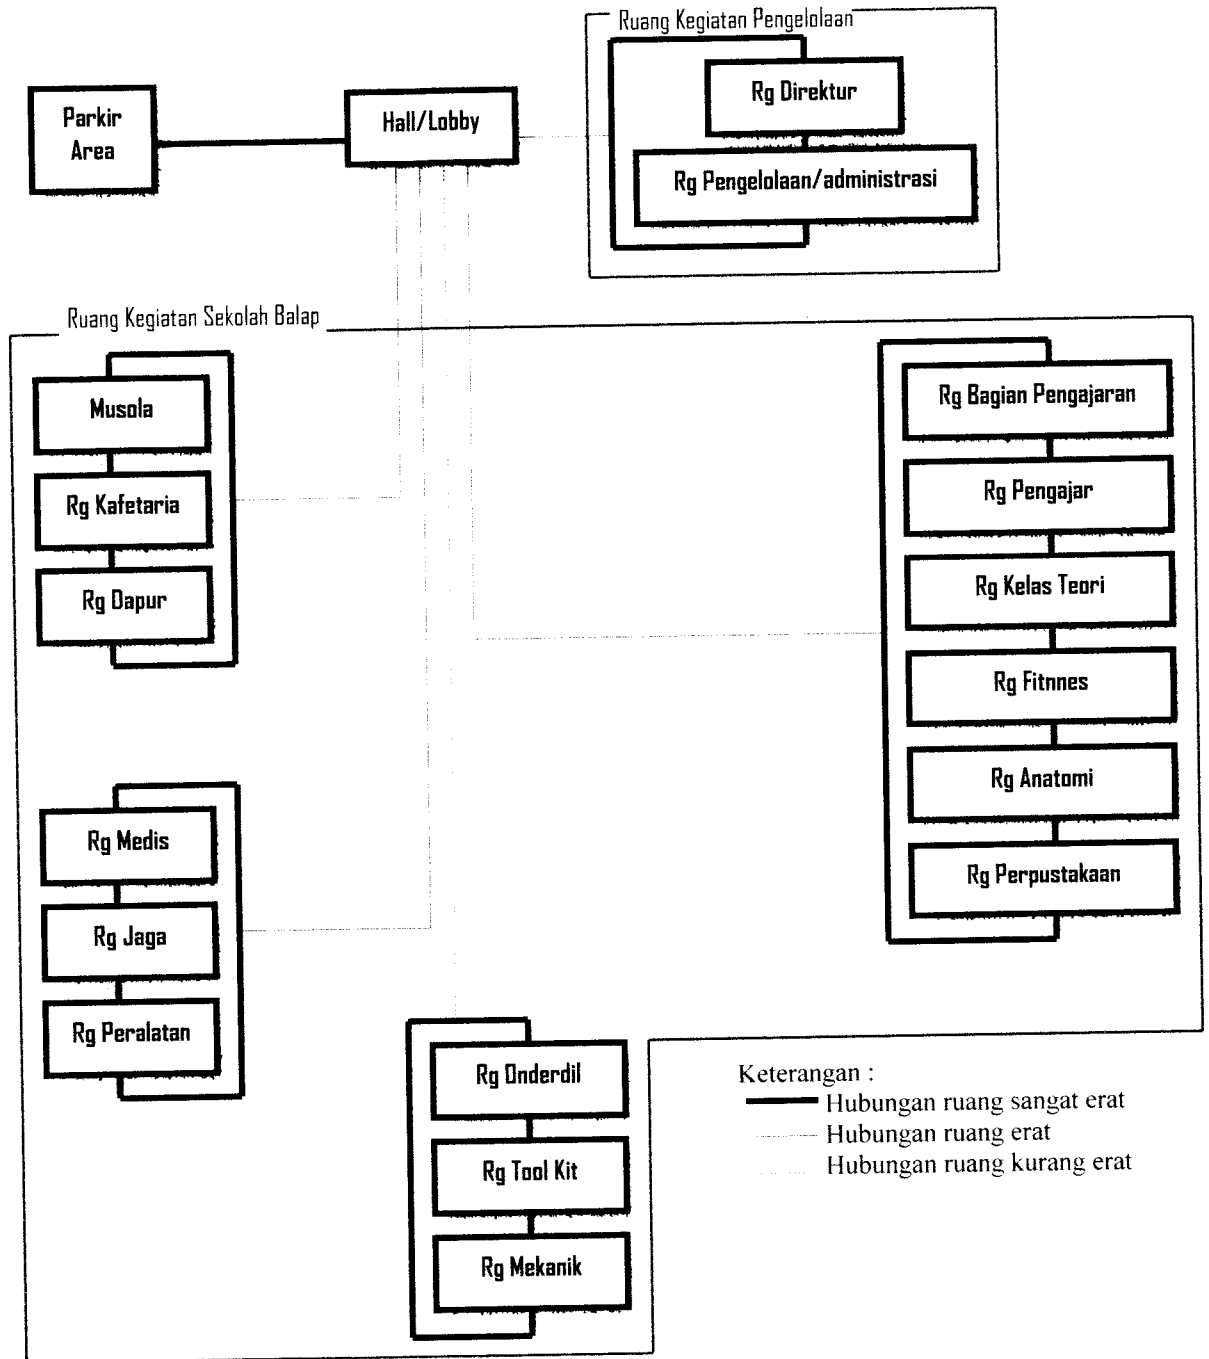 Ruang Kegiatan Pengelolaan
Parkir
Area
Hall/Lobby
Rg Direktur
Rg Pengelolaan/administrasi
Ruang Kegiatan Sekolah Balap
Musola
Rg Kafetaria
Rg Dapur
Rg Medis
Rg Jaga
Rg Peralatan
Rg Onderdil
Rg Tool Kit
Rg Mekanik
Rg Bagian Pengajaran
Rg Pengajar
Rg Kelas Teori
Rg Fitnnes
Rg Anatomi
Rg Perpustakaan
Keterangan :
Hubungan ruang sangat erat
Hubungan ruang erat
Hubungan ruang kurang erat